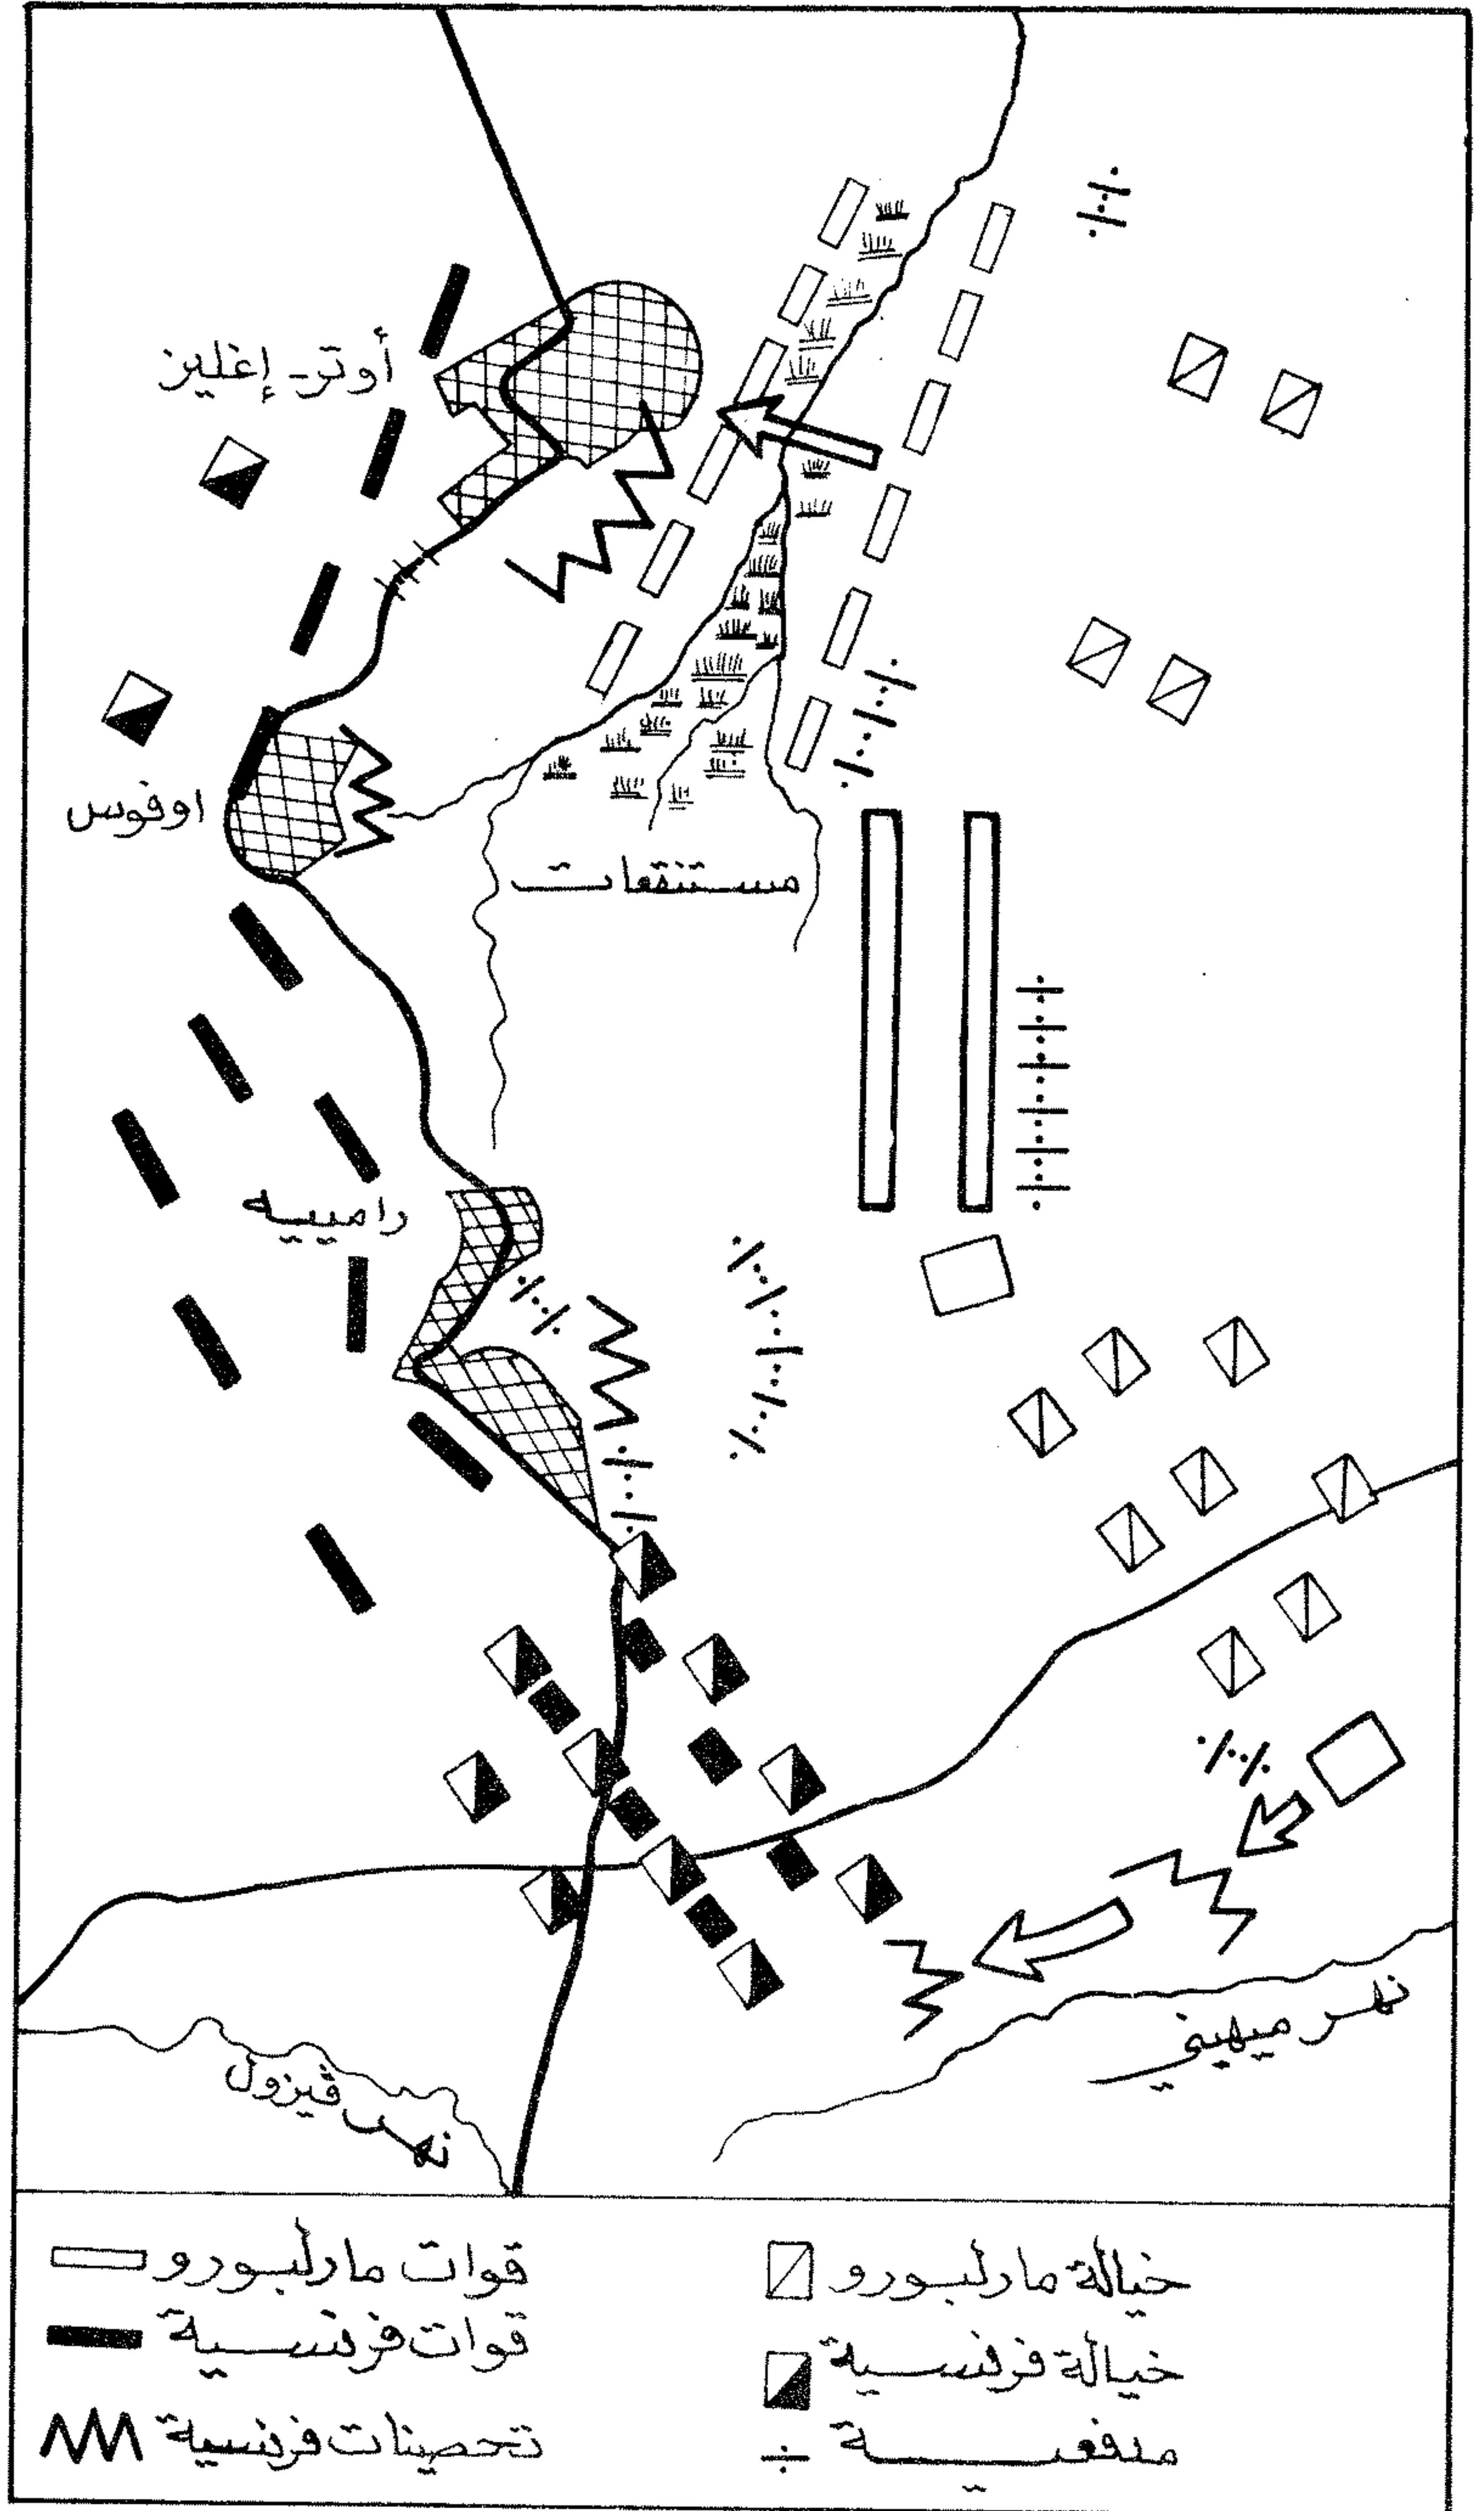 أوتر - إغليز
اوفوس
مستنقعات
رامييه
نهر ميهيني
نهر ڤيزول
خيالة مارلبورو
قوات مارلبورو
خيالة فرنسية
قوات فرنسية
مدفعية
تحصينات فرنسية